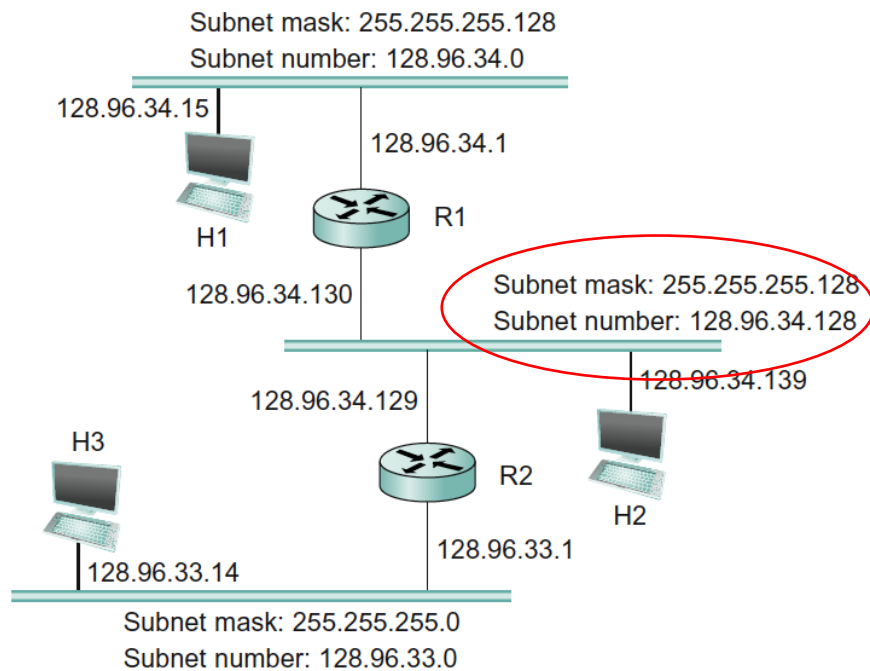 Subnet mask: 255.255.255.128
Subnet number: 128.96.34.0
128.96.34.15
128.96.34.1
H1
R1
128.96.34.130
Subnet mask: 255.255.255.128
Subnet number: 128.96.34.128
128.96.34.139
128.96.34.129
H3
R2
H2
128.96.33.1
128.96.33.14
Subnet mask: 255.255.255.0
Subnet number: 128.96.33.0